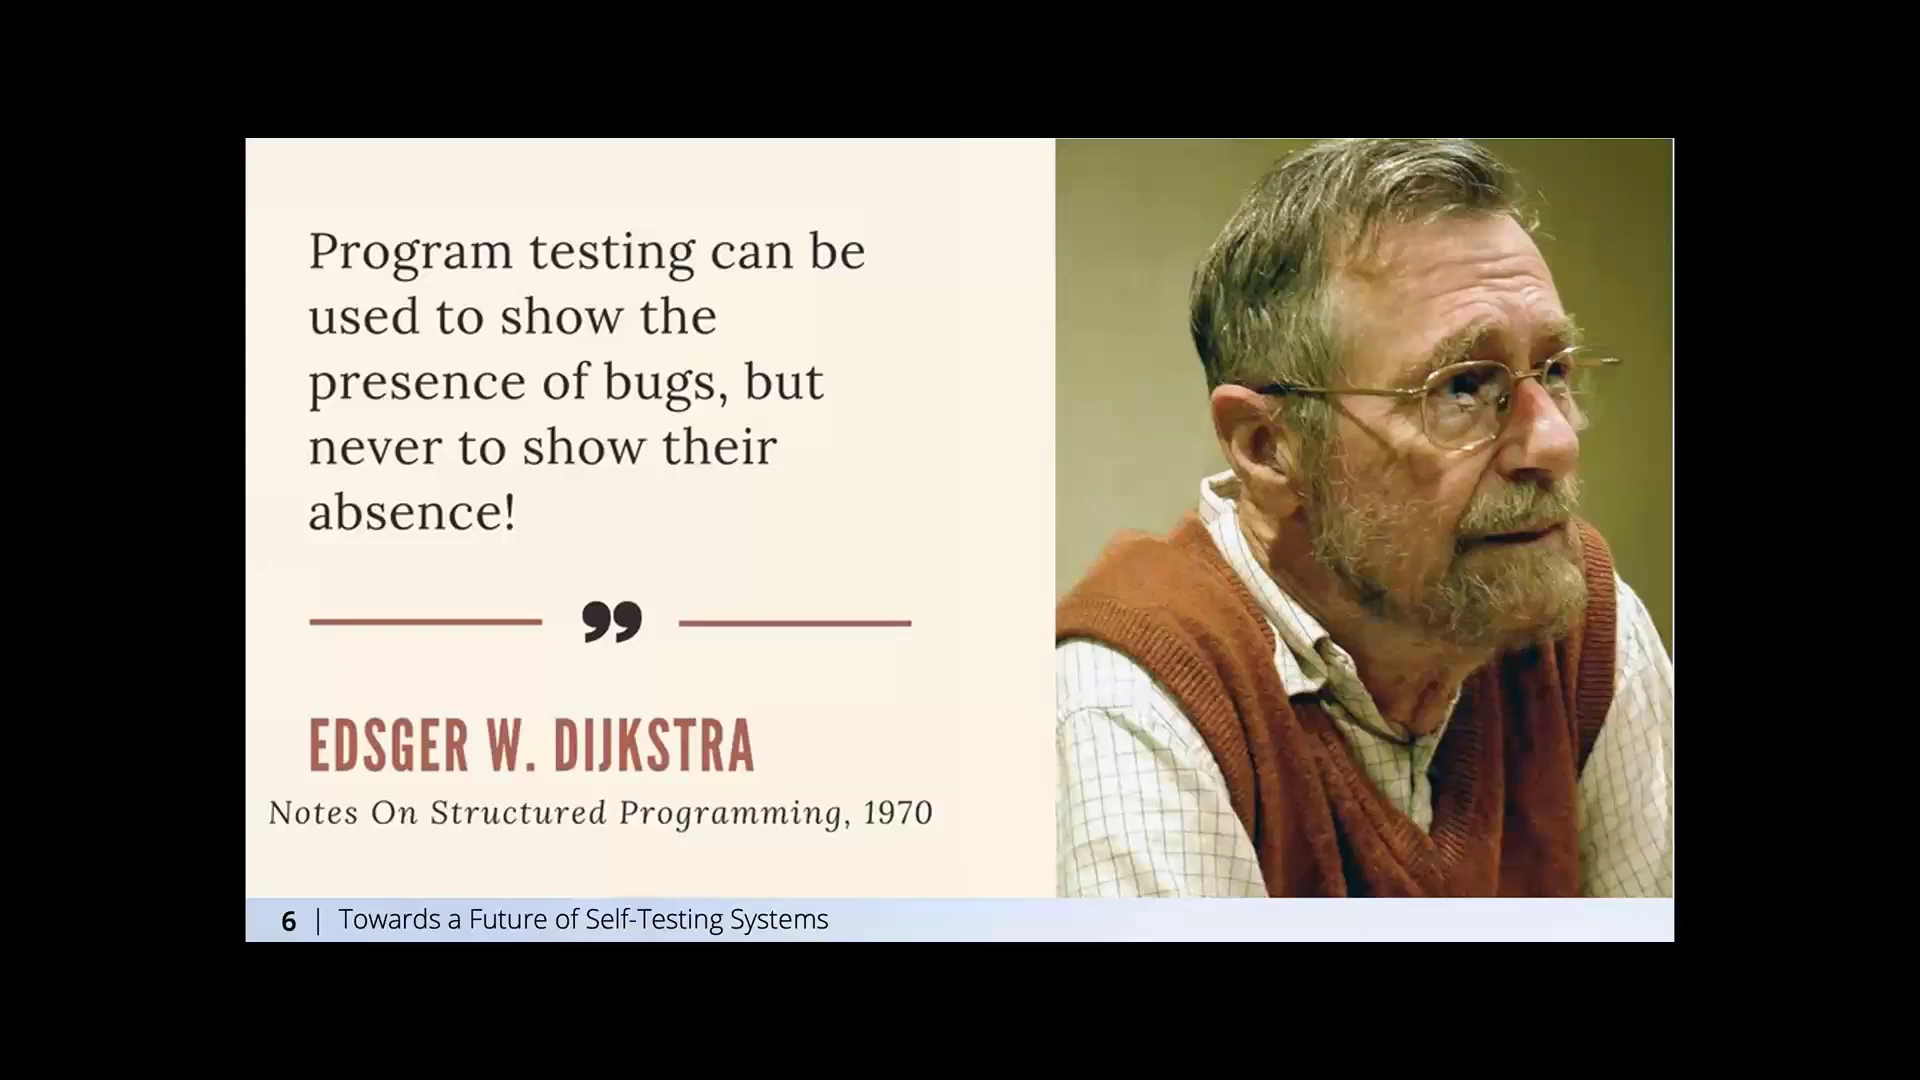 Program testing can be
used to show the
presence of bugs, but
never to show their
absence!
”
EDSGER W. DIJKSTRA
Notes On Structured Programming, 1970
6 | Towards a Future of Self-Testing Systems